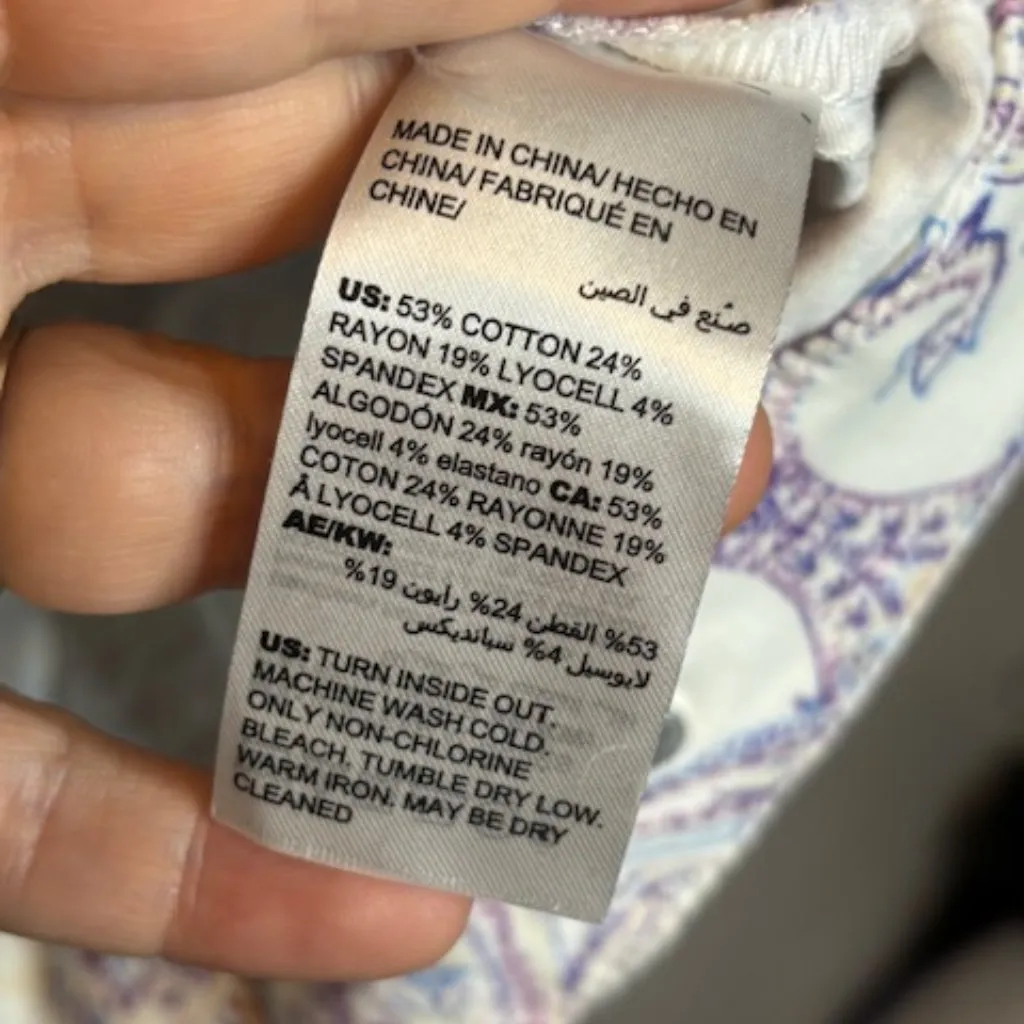 MADE IN CHINA/ HECHO EN
CHINA/ FABRIQUÉ EN
CHINE/
صنع في الصين
US: 53% COTTON 24%
RAYON 19% LYOCELL 4%
SPANDEX MX: 53%
ALGODÓN 24% rayón 19%
lyocell 4% elastano CA: 53%
COTON 24% RAYONNE 19%
Å LYOCELL 4% SPANDEX
AE/KW:
53% القطن 24% رايون 19%
لايوسيل 4% سبانديكس
US: TURN INSIDE OUT.
MACHINE WASH COLD.
ONLY NON-CHLORINE
BLEACH. TUMBLE DRY LOW.
WARM IRON. MAY BE DRY
CLEANED